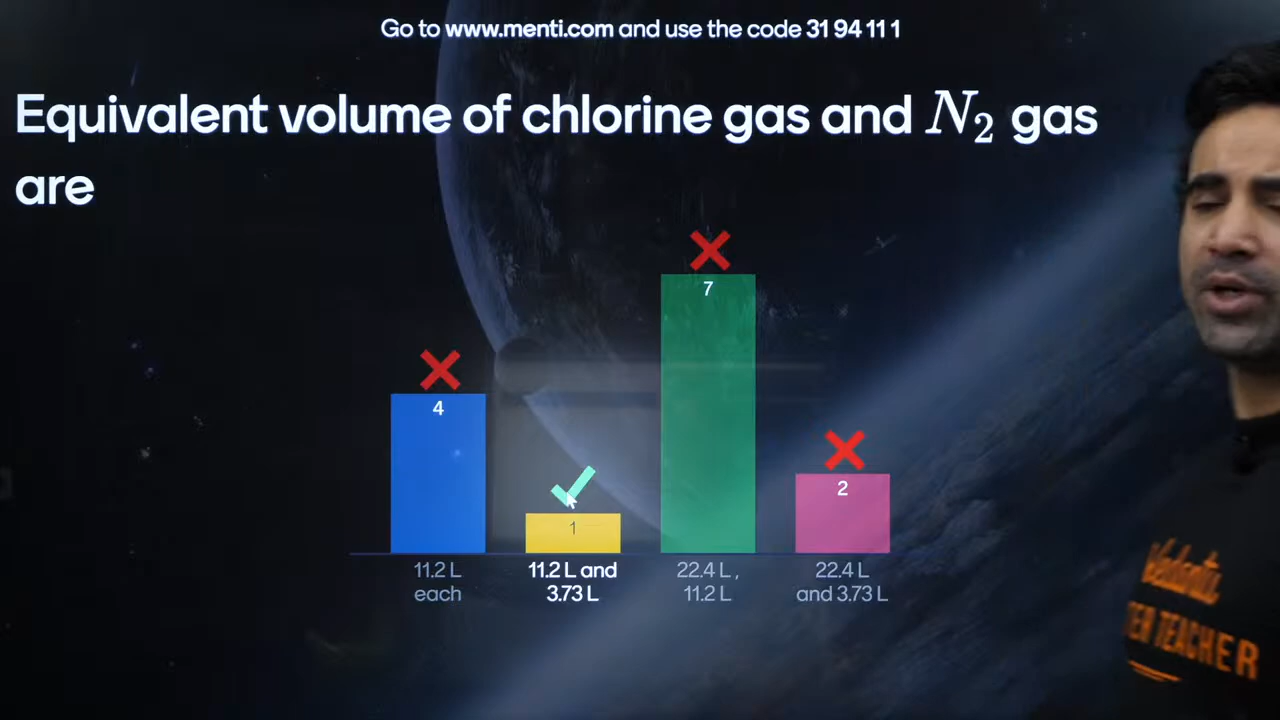 Go to www.menti.com and use the code 31 94 11 1
Equivalent volume of chlorine gas and N₂ gas
are
7
4
2
1
11.2 L
each
11.2 L and
3.73 L
22.4 L ,
11.2 L
22.4 L
and 3.73 L
Vedantu
TEACHER